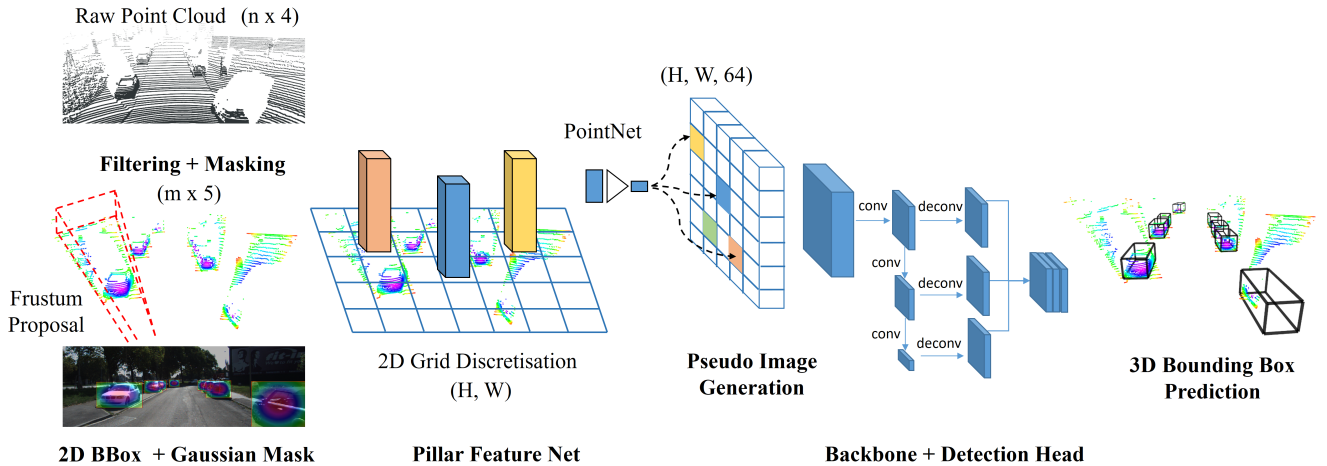 Raw Point Cloud (n x 4)
Filtering + Masking
(m x 5)
Frustum
Proposal
2D BBox + Gaussian Mask
2D Grid Discretisation
(H, W)
Pillar Feature Net
PointNet
(H, W, 64)
Pseudo Image
Generation
conv
deconv
conv
deconv
conv
deconv
Backbone + Detection Head
3D Bounding Box
Prediction